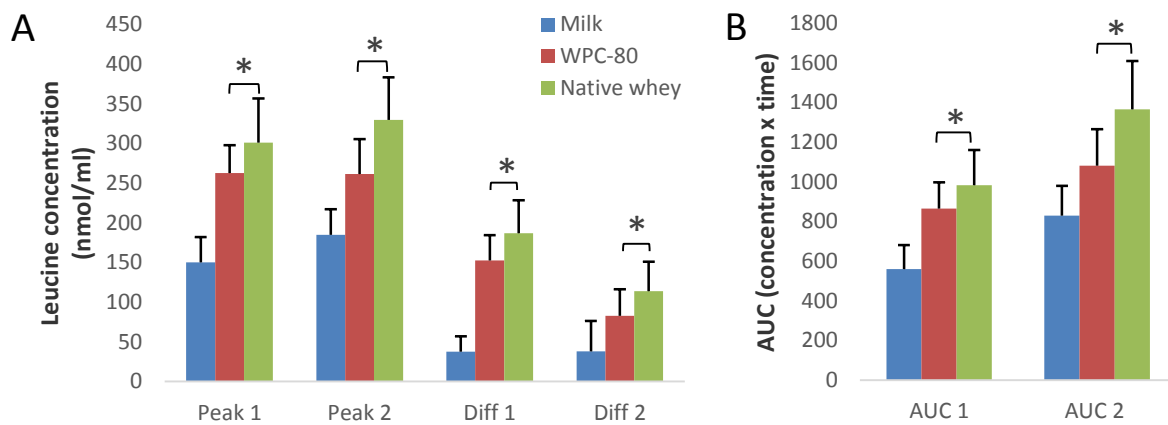 A
Leucine concentration
(nmol/ml)
450
400
350
300
250
200
150
100
50
0
Milk
WPC-80
Native whey
*
*
*
*
Peak 1
Peak 2
Diff 1
Diff 2
B
AUC (concentration x time)
1800
1600
1400
1200
1000
800
600
400
200
0
*
*
AUC 1
AUC 2